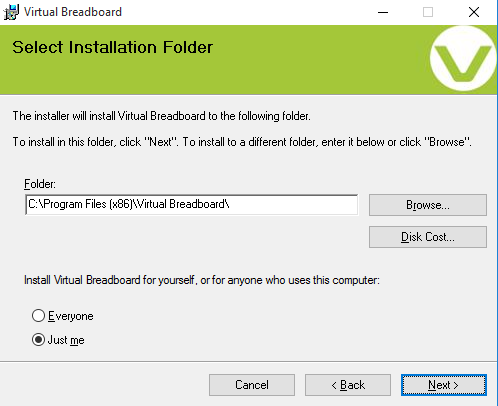 Virtual Breadboard
Select Installation Folder
The installer will install Virtual Breadboard to the following folder.
To install in this folder, click "Next". To install to a different folder, enter it below or click "Browse".
Folder:
C:\Program Files (x86)\Virtual Breadboard\
Browse...
Disk Cost...
Install Virtual Breadboard for yourself, or for anyone who uses this computer:
Everyone
Just me
Cancel
< Back
Next >